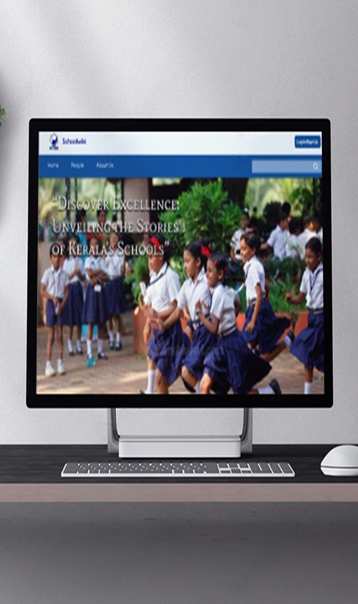 Schoolwiki
Login/Sign Up
Home People About Us
"Discover Excellence:
Unveiling the Stories
of Kerala's Schools"